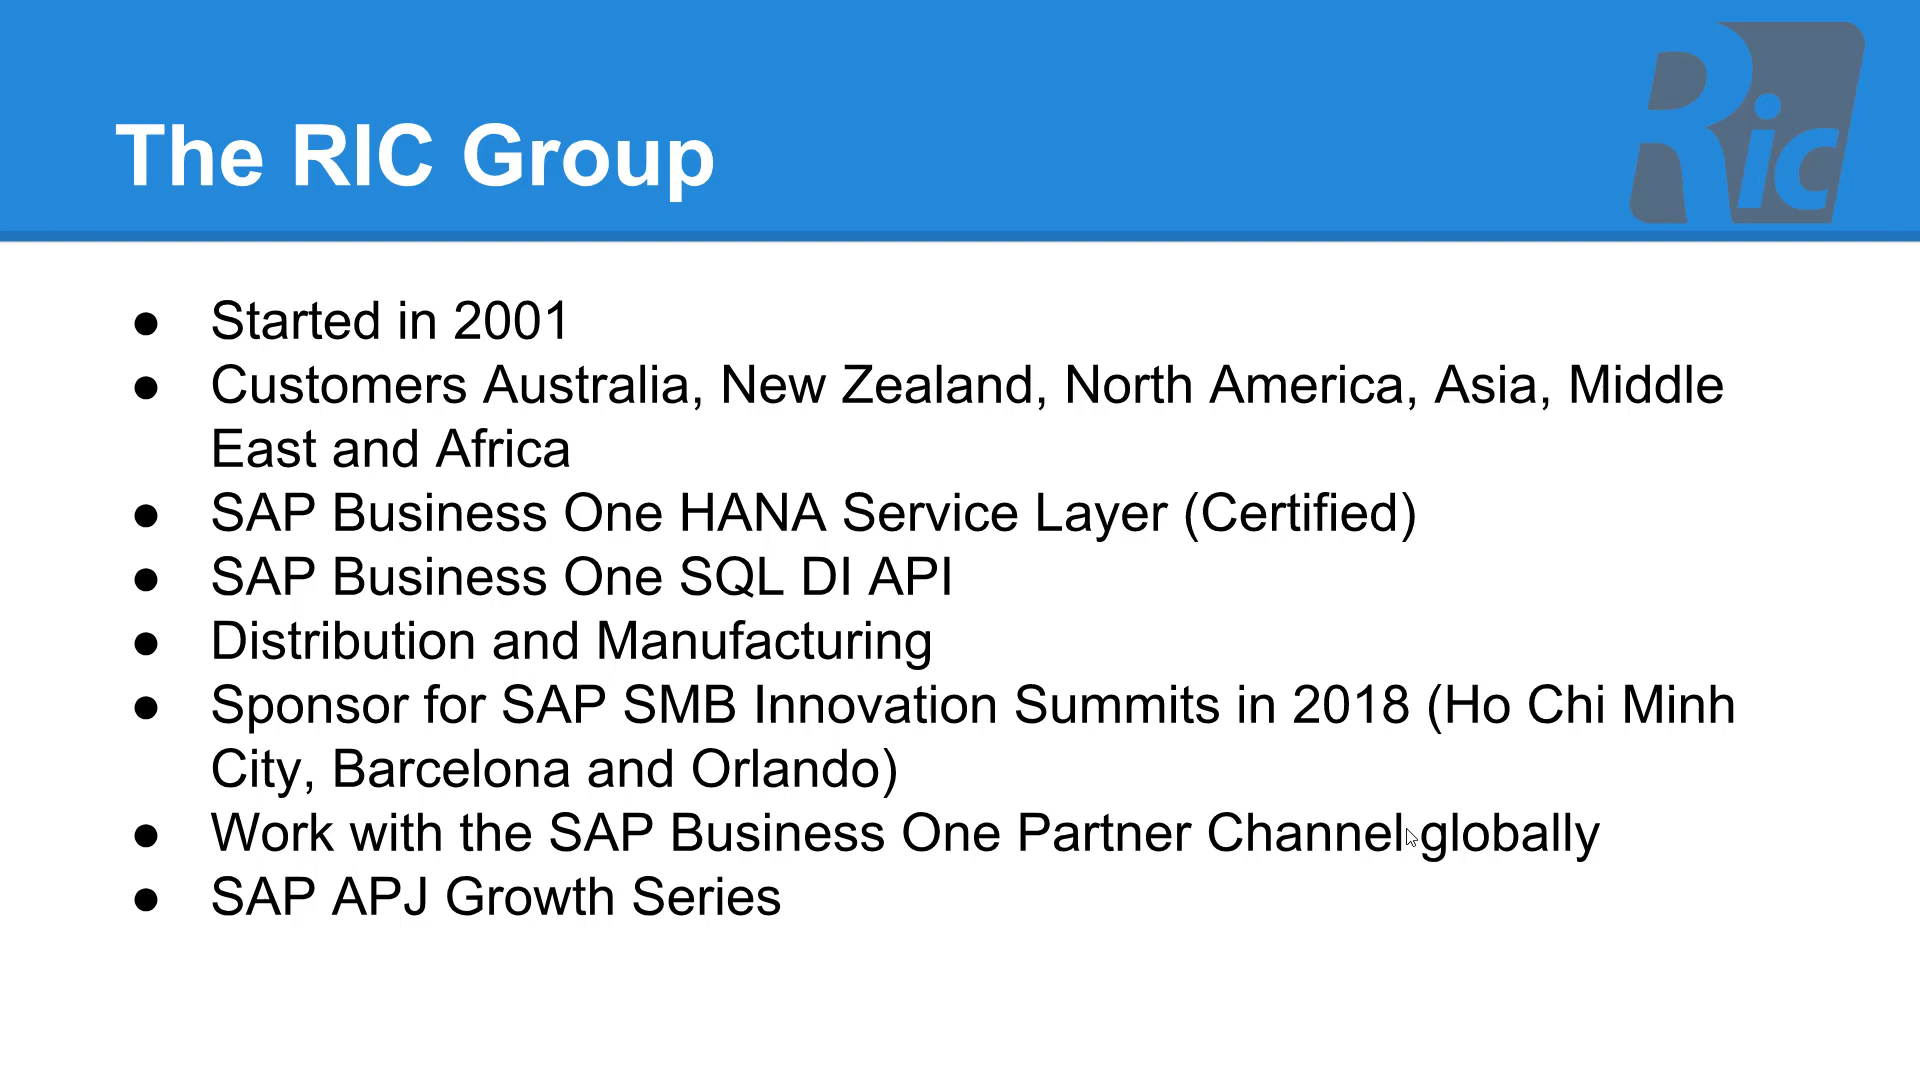 Ric
The RIC Group
● Started in 2001
● Customers Australia, New Zealand, North America, Asia, Middle
East and Africa
● SAP Business One HANA Service Layer (Certified)
● SAP Business One SQL DI API
● Distribution and Manufacturing
● Sponsor for SAP SMB Innovation Summits in 2018 (Ho Chi Minh
City, Barcelona and Orlando)
● Work with the SAP Business One Partner Channel globally
● SAP APJ Growth Series